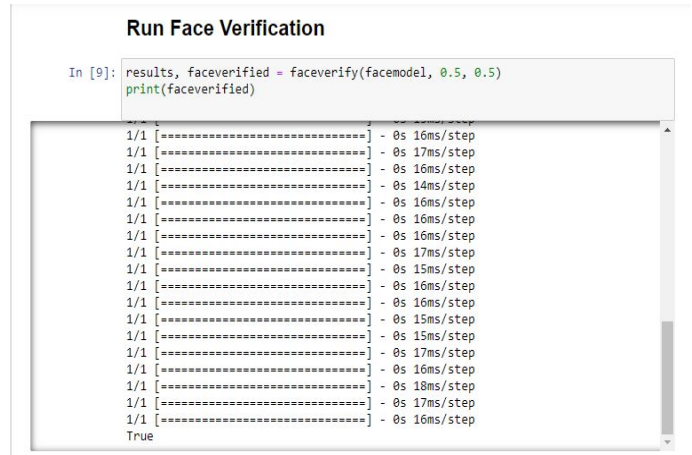 Run Face Verification
In [9]: results, faceverified = faceverify(facemodel, 0.5, 0.5)
print(faceverified)
1/1 [==============================] - 0s 15ms/step
1/1 [==============================] - 0s 16ms/step
1/1 [==============================] - 0s 17ms/step
1/1 [==============================] - 0s 16ms/step
1/1 [==============================] - 0s 14ms/step
1/1 [==============================] - 0s 16ms/step
1/1 [==============================] - 0s 16ms/step
1/1 [==============================] - 0s 16ms/step
1/1 [==============================] - 0s 17ms/step
1/1 [==============================] - 0s 15ms/step
1/1 [==============================] - 0s 16ms/step
1/1 [==============================] - 0s 16ms/step
1/1 [==============================] - 0s 15ms/step
1/1 [==============================] - 0s 15ms/step
1/1 [==============================] - 0s 17ms/step
1/1 [==============================] - 0s 16ms/step
1/1 [==============================] - 0s 18ms/step
1/1 [==============================] - 0s 17ms/step
1/1 [==============================] - 0s 16ms/step
True